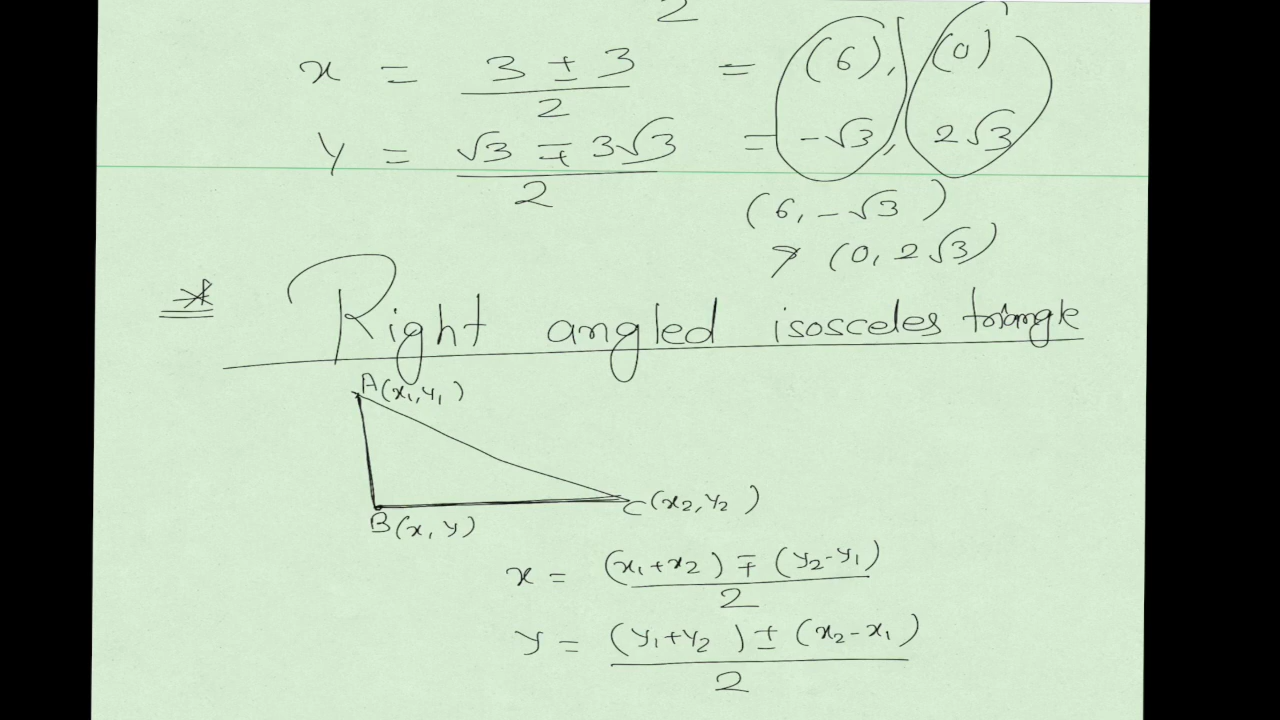 2
x = 3 ± 3 / 2 = (6), (0)
y = √3 ∓ 3√3 / 2 = -√3, 2√3
(6, -√3)
(0, 2√3)
* Right angled isosceles triangle
A(x₁, y₁)
C(x₂, y₂)
B(x, y)
x = (x₁+x₂) ∓ (y₂-y₁) / 2
y = (y₁+y₂) ± (x₂-x₁) / 2